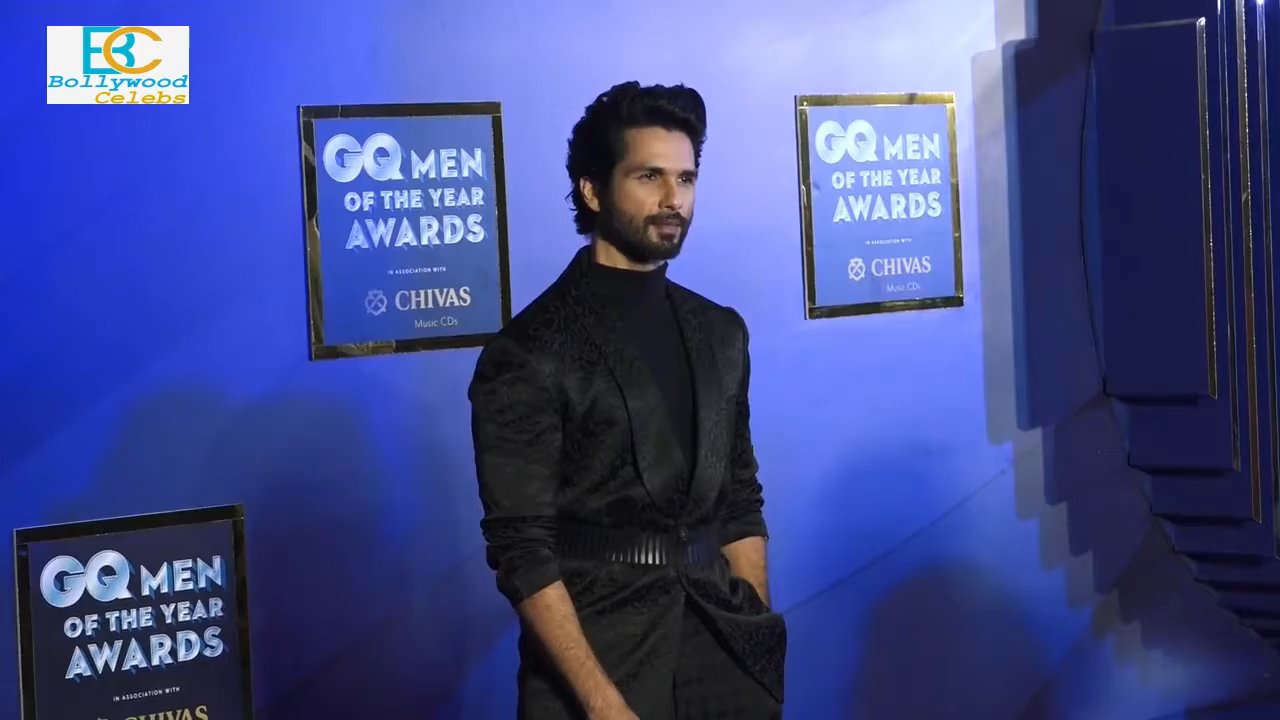 BC
Bollywood
Celebs
GQ MEN
OF THE YEAR
AWARDS
IN ASSOCIATION WITH
CHIVAS
Music CDs
GQ MEN
OF THE YEAR
AWARDS
IN ASSOCIATION WITH
CHIVAS
Music CDs
GQ MEN
OF THE YEAR
AWARDS
IN ASSOCIATION WITH
CHIVAS